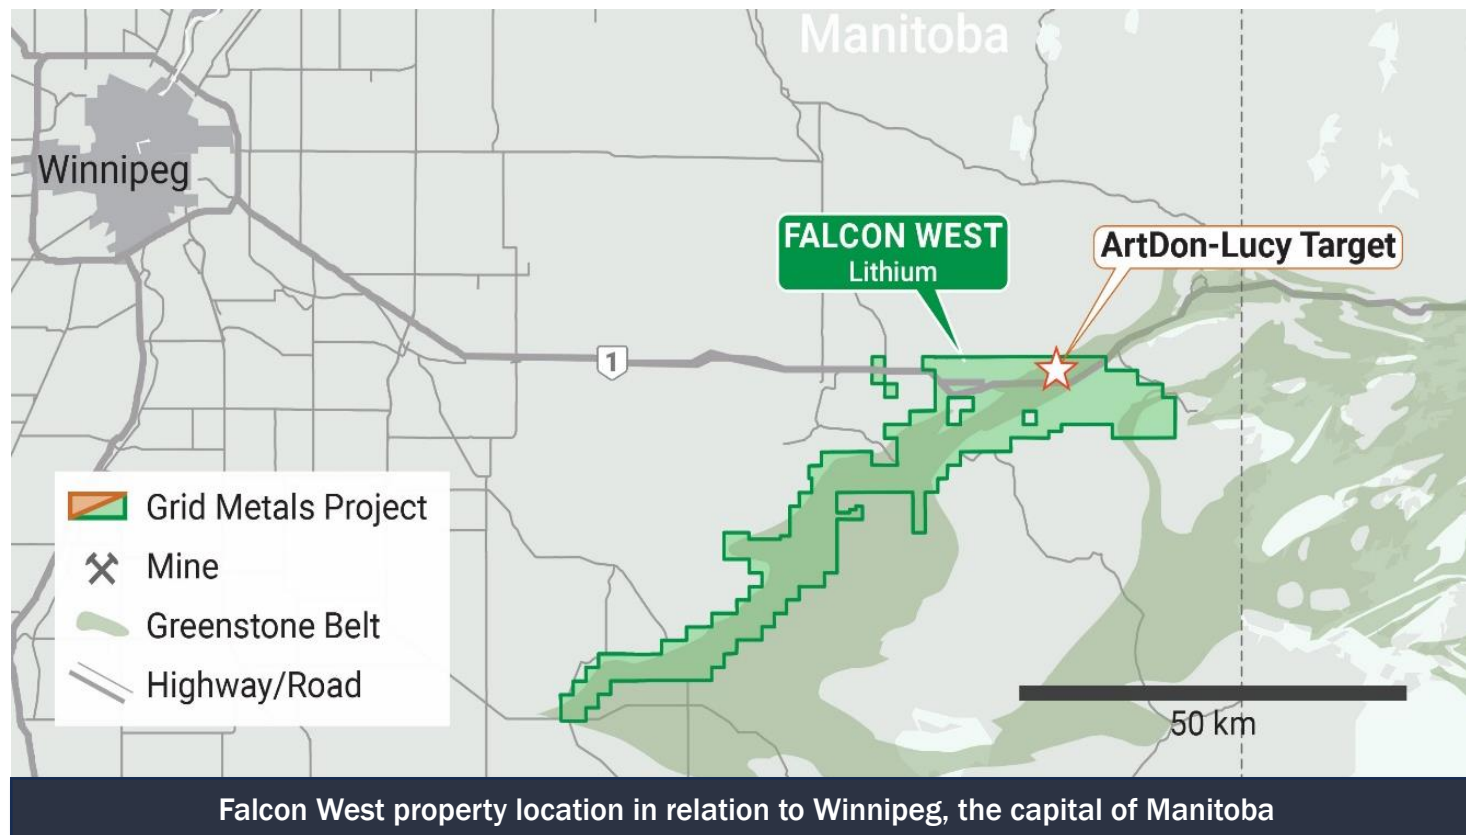 Manitoba
Winnipeg
FALCON WEST
Lithium
ArtDon-Lucy Target
1
Grid Metals Project
Mine
Greenstone Belt
Highway/Road
50 km
Falcon West property location in relation to Winnipeg, the capital of Manitoba